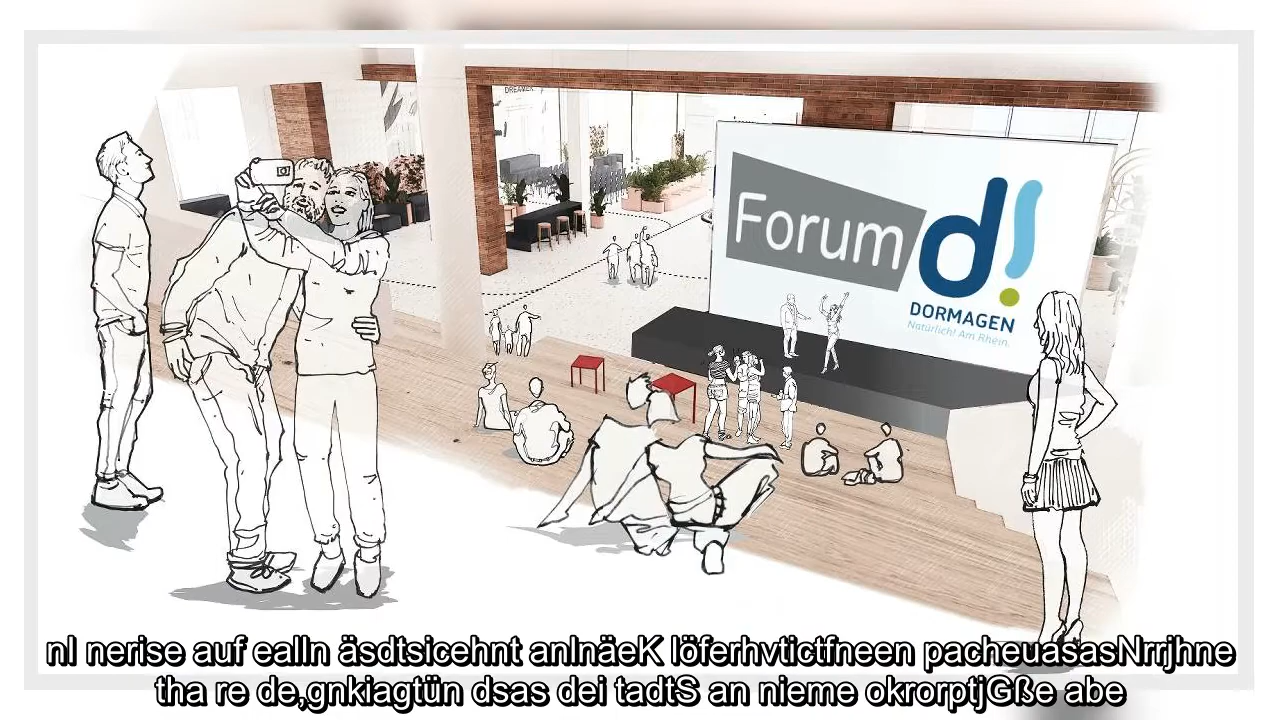 DREAMER
Forum
d!
DORMAGEN
Natürlich! Am Rhein.
nI nerise auf ealln äsdtsicehnt anlnäeK löferhvtictfneen pacheuasasNrrjhne
tha re de,gnkiagtün dsas dei tadtS an nieme okrorptjGße abe